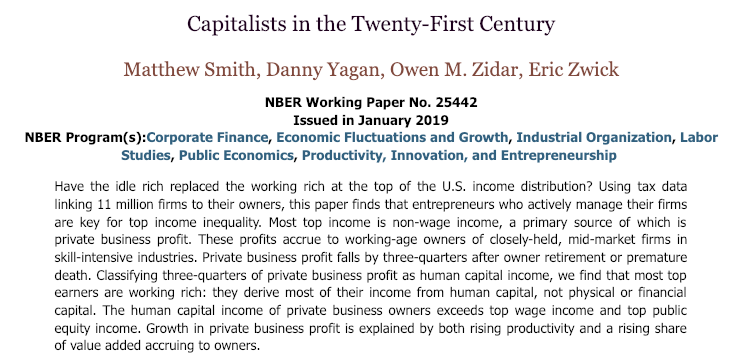 Capitalists in the Twenty-First Century
Matthew Smith, Danny Yagan, Owen M. Zidar, Eric Zwick
NBER Working Paper No. 25442
Issued in January 2019
NBER Program(s):Corporate Finance, Economic Fluctuations and Growth, Industrial Organization, Labor
Studies, Public Economics, Productivity, Innovation, and Entrepreneurship
Have the idle rich replaced the working rich at the top of the U.S. income distribution? Using tax data
linking 11 million firms to their owners, this paper finds that entrepreneurs who actively manage their firms
are key for top income inequality. Most top income is non-wage income, a primary source of which is
private business profit. These profits accrue to working-age owners of closely-held, mid-market firms in
skill-intensive industries. Private business profit falls by three-quarters after owner retirement or premature
death. Classifying three-quarters of private business profit as human capital income, we find that most top
earners are working rich: they derive most of their income from human capital, not physical or financial
capital. The human capital income of private business owners exceeds top wage income and top public
equity income. Growth in private business profit is explained by both rising productivity and a rising share
of value added accruing to owners.